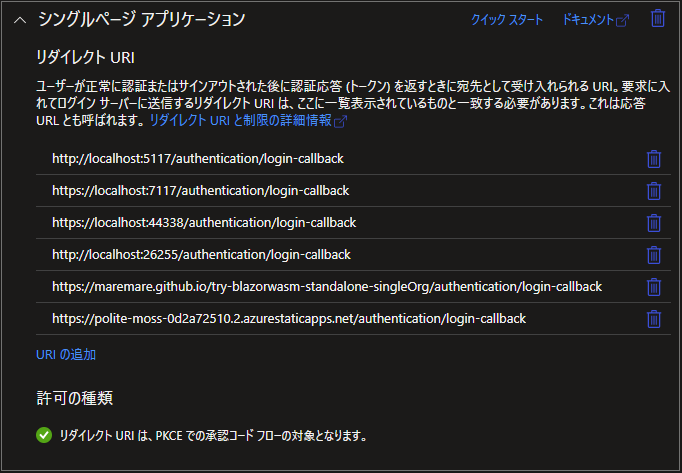 シングルページ アプリケーション
クイック スタート
ドキュメント
リダイレクト URI
ユーザーが正常に認証またはサインアウトされた後に認証応答 (トークン) を返すときに宛先として受け入れられる URI。要求に入
れてログイン サーバーに送信するリダイレクト URI は、ここに一覧表示されているものと一致する必要があります。これは応答
URL とも呼ばれます。 リダイレクト URI と制限の詳細情報
http://localhost:5117/authentication/login-callback
https://localhost:7117/authentication/login-callback
https://localhost:44338/authentication/login-callback
http://localhost:26255/authentication/login-callback
https://maremare.github.io/try-blazorwasm-standalone-singleOrg/authentication/login-callback
https://polite-moss-0d2a72510.2.azurestaticapps.net/authentication/login-callback
URI の追加
許可の種類
リダイレクト URI は、PKCE での承認コード フローの対象となります。